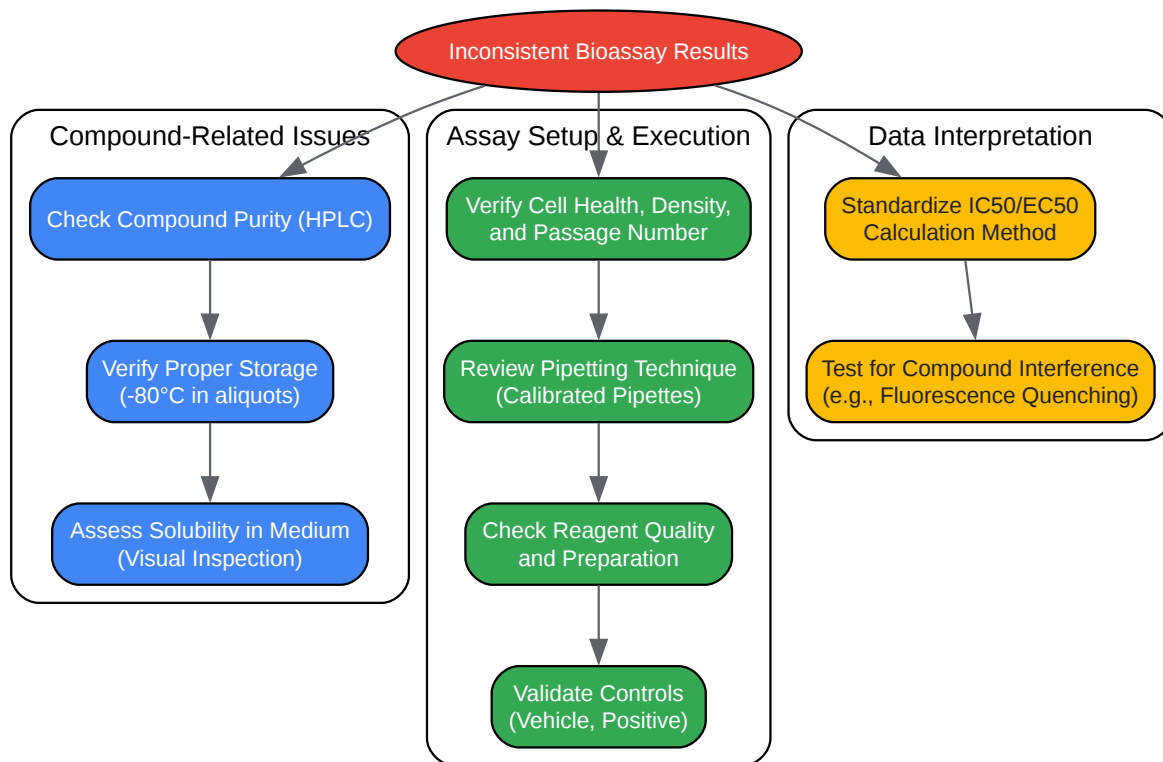 Inconsistent Bioassay Results
Compound-Related Issues
Check Compound Purity (HPLC)
Verify Proper Storage
(-80°C in aliquots)
Assess Solubility in Medium
(Visual Inspection)
Assay Setup & Execution
Verify Cell Health, Density,
and Passage Number
Review Pipetting Technique
(Calibrated Pipettes)
Check Reagent Quality
and Preparation
Validate Controls
(Vehicle, Positive)
Data Interpretation
Standardize IC50/EC50
Calculation Method
Test for Compound Interference
(e.g., Fluorescence Quenching)